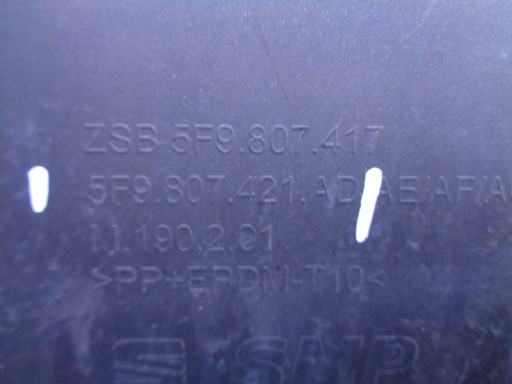 ZSB 5F9.807.417
5F9.807.421.AD/AE/AF/A
N.190.2.01
>PP+EPDM-T10<